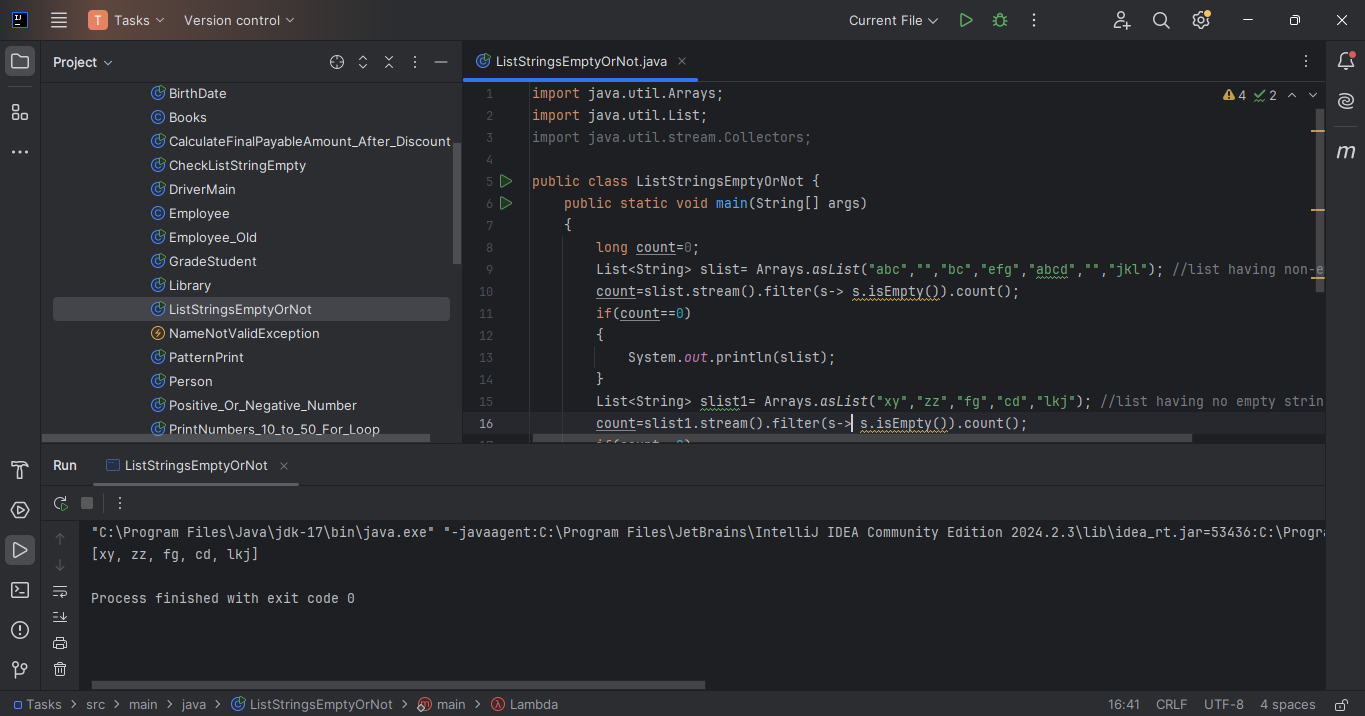 T Tasks Version control Current File
Project
ListStringsEmptyOrNot.java
BirthDate
Books
CalculateFinalPayableAmount_After_Discount
CheckListStringEmpty
DriverMain
Employee
Employee_Old
GradeStudent
Library
ListStringsEmptyOrNot
NameNotValidException
PatternPrint
Person
Positive_Or_Negative_Number
PrintNumbers_10_to_50_For_Loop
4 2
1 import java.util.Arrays;
2 import java.util.List;
3 import java.util.stream.Collectors;
4
5 public class ListStringsEmptyOrNot {
6 public static void main(String[] args)
7 {
8 long count=0;
9 List<String> slist= Arrays.asList("abc","","bc","efg","abcd","","jkl"); //list having non-e
10 count=slist.stream().filter(s-> s.isEmpty()).count();
11 if(count==0)
12 {
13 System.out.println(slist);
14 }
15 List<String> slist1= Arrays.asList("xy","zz","fg","cd","lkj"); //list having no empty strin
16 count=slist1.stream().filter(s-> s.isEmpty()).count();
m
Run ListStringsEmptyOrNot
"C:\Program Files\Java\jdk-17\bin\java.exe" "-javaagent:C:\Program Files\JetBrains\IntelliJ IDEA Community Edition 2024.2.3\lib\idea_rt.jar=53436:C:\Progr
[xy, zz, fg, cd, lkj]
Process finished with exit code 0
Tasks > src > main > java > ListStringsEmptyOrNot > m main > λ Lambda 16:41 CRLF UTF-8 4 spaces